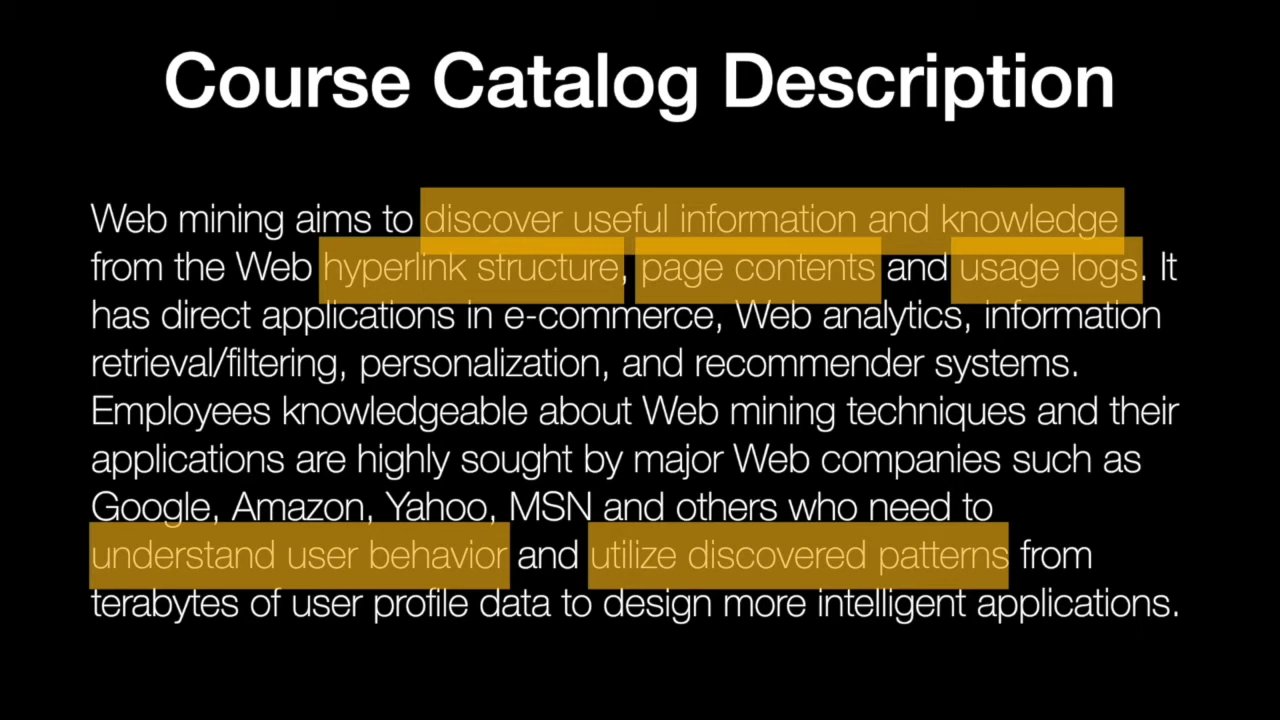 Course Catalog Description
Web mining aims to discover useful information and knowledge
from the Web hyperlink structure, page contents and usage logs. It
has direct applications in e-commerce, Web analytics, information
retrieval/filtering, personalization, and recommender systems.
Employees knowledgeable about Web mining techniques and their
applications are highly sought by major Web companies such as
Google, Amazon, Yahoo, MSN and others who need to
understand user behavior and utilize discovered patterns from
terabytes of user profile data to design more intelligent applications.